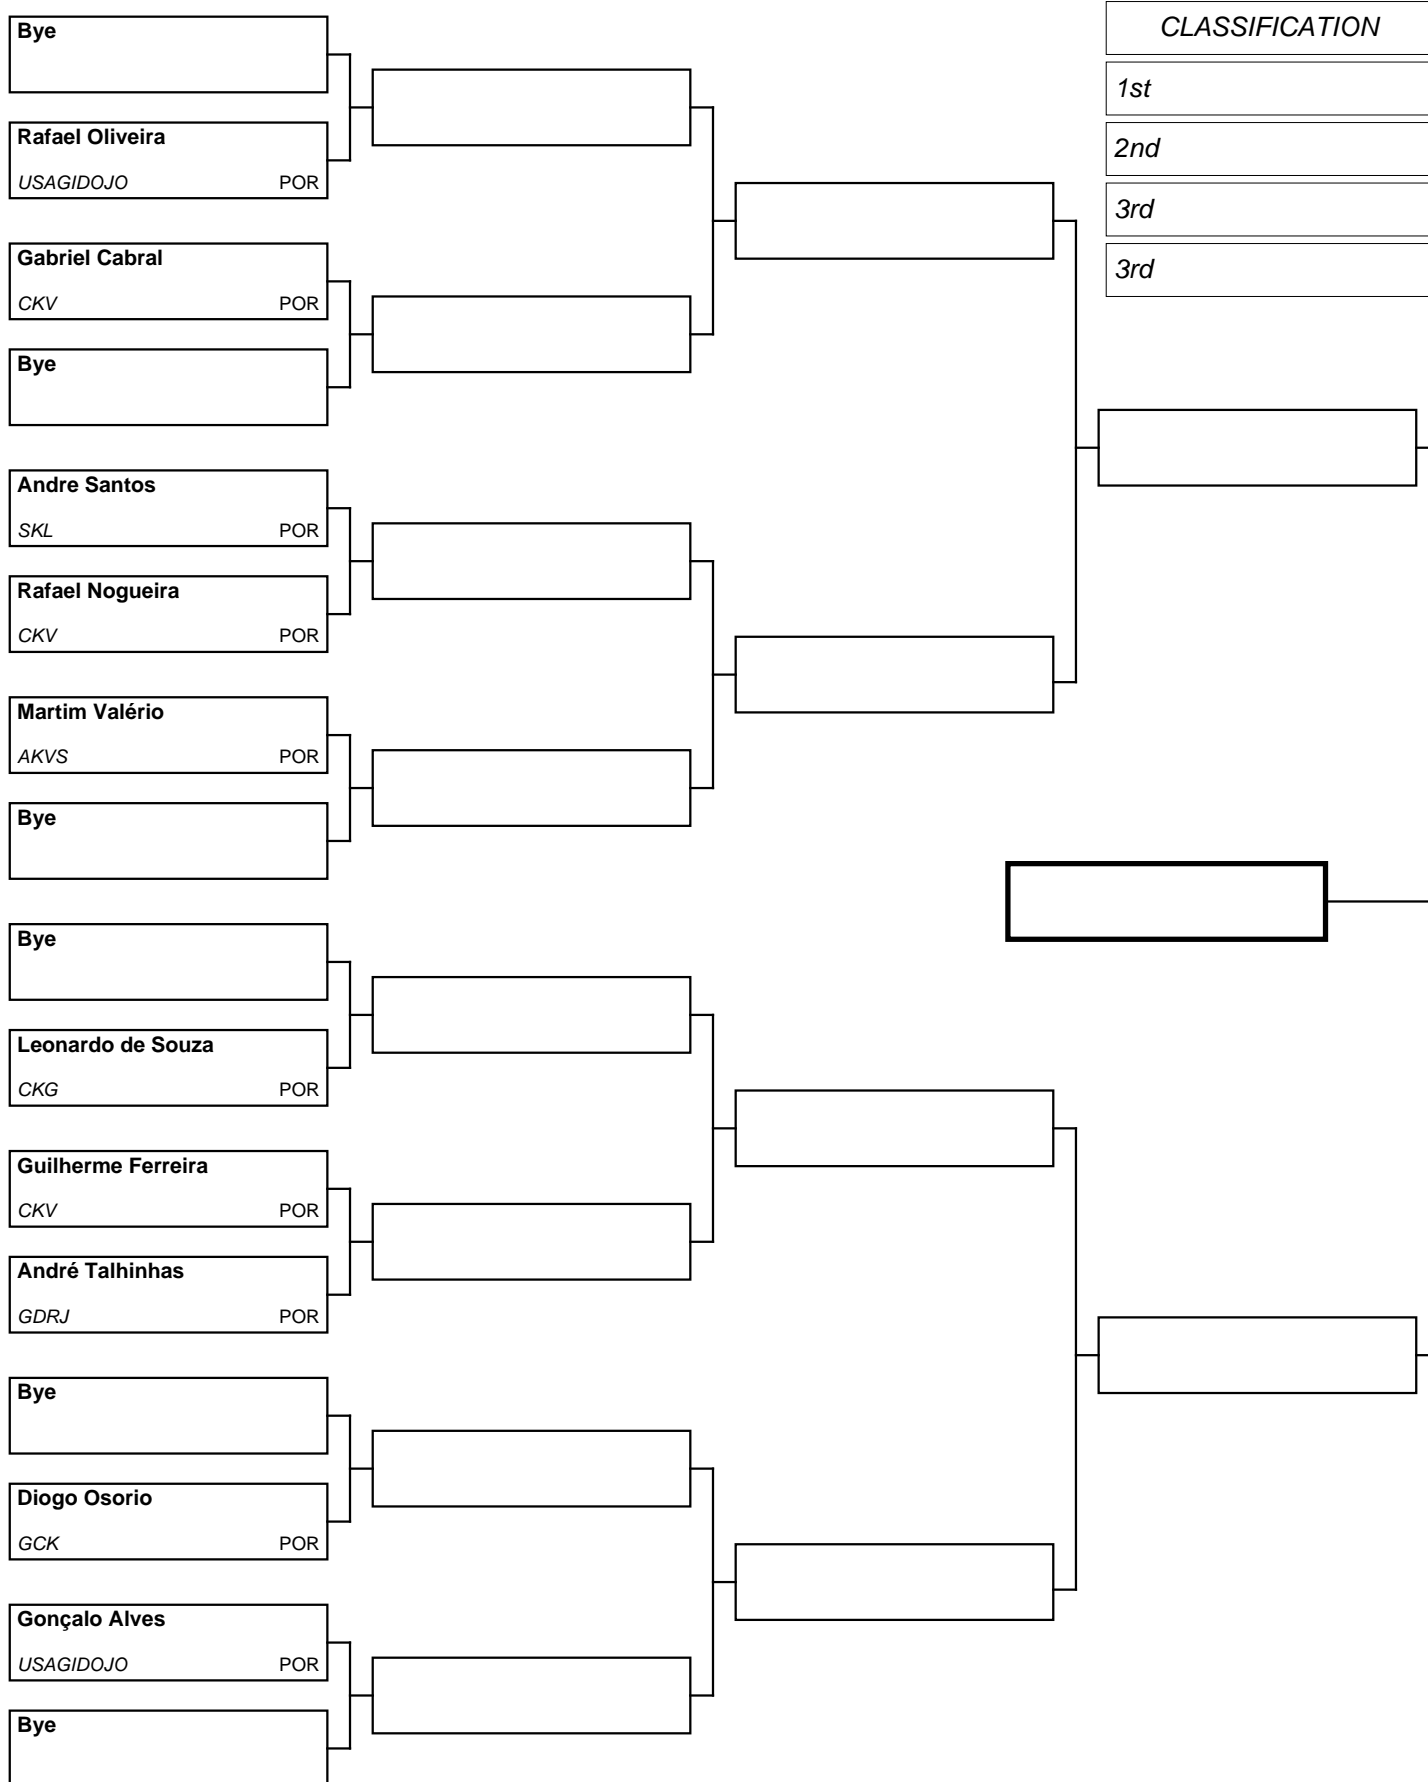 Bye
Rafael Oliveira
USAGIDOJO POR
Gabriel Cabral
CKV POR
Bye
Andre Santos
SKL POR
Rafael Nogueira
CKV POR
Martim Valério
AKVS POR
Bye
Bye
Leonardo de Souza
CKG POR
Guilherme Ferreira
CKV POR
André Talhinhas
GDRJ POR
Bye
Diogo Osorio
GCK POR
Gonçalo Alves
USAGIDOJO POR
Bye
CLASSIFICATION
1st
2nd
3rd
3rd